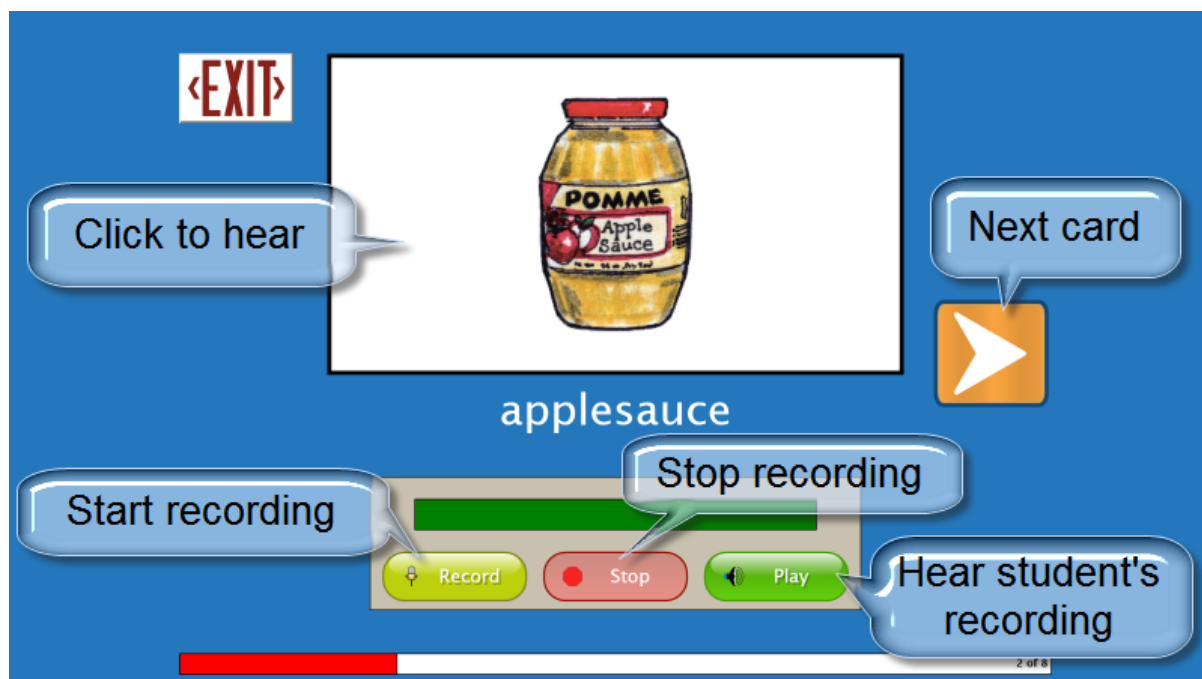 <EXIT>
POMME
Apple
Sauce
Click to hear
Next card
applesauce
Stop recording
Start recording
Record
Stop
Play
Hear student's
recording
2 of 8